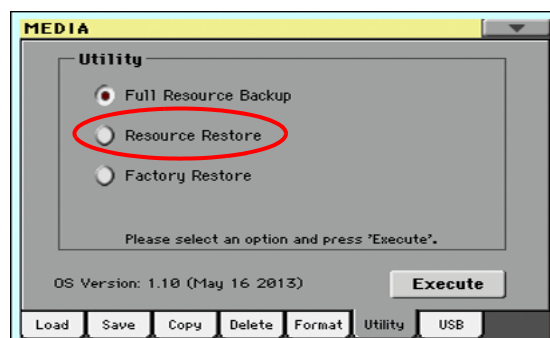 MEDIA
Utility
Full Resource Backup
Resource Restore
Factory Restore
Please select an option and press 'Execute'.
OS Version: 1.10 (May 16 2013)
Execute
Load Save Copy Delete Format Utility USB